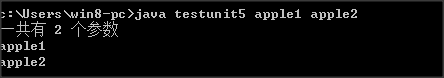 c:\Users\win8-pc>java testunit5 apple1 apple2
一共有 2 个参数
apple1
apple2